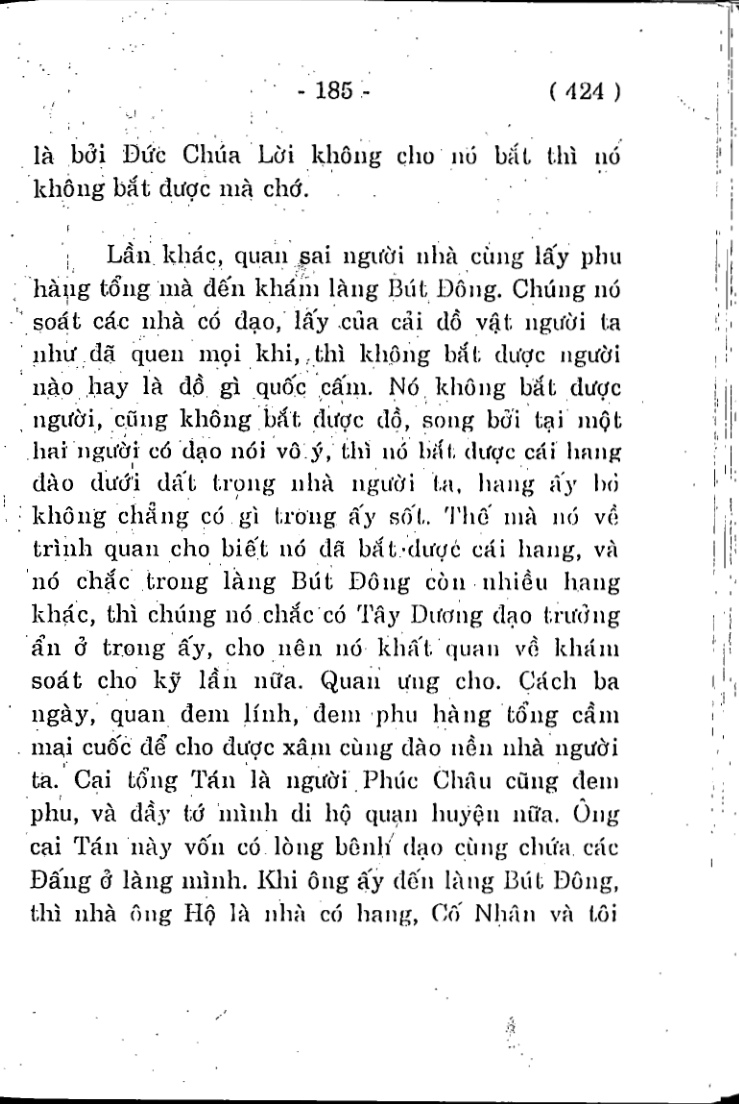 - 185 - ( 424 )
là bởi Đức Chúa Lời không cho nó bắt thì nó
không bắt được mà chớ.
Lần khác, quan sai người nhà cùng lấy phu
hàng tổng mà đến khám làng Bút Đông. Chúng nó
soát các nhà có đạo, lấy của cải đồ vật người ta
như đã quen mọi khi, thì không bắt được người
nào hay là đồ gì quốc cấm. Nó không bắt được
người, cũng không bắt được đồ, song bởi tại một
hai người có đạo nói vô ý, thì nó bắt được cái hang
đào dưới đất trong nhà người ta, hang ấy bỏ
không chẳng có gì trong ấy sốt. Thế mà nó về
trình quan cho biết nó đã bắt được cái hang, và
nó chắc trong làng Bút Đông còn nhiều hang
khác, thì chúng nó chắc có Tây Dương đạo trưởng
ẩn ở trong ấy, cho nên nó khất quan về khám
soát cho kỹ lần nữa. Quan ưng cho. Cách ba
ngày, quan đem lính, đem phu hàng tổng cầm
mai cuốc để cho được xâm cùng đào nền nhà người
ta. Cai tổng Tán là người Phúc Châu cũng đem
phu, và đầy tớ mình đi hộ quan huyện nữa. Ông
cai Tán này vốn có lòng bênh đạo cùng chứa các
Đấng ở làng mình. Khi ông ấy đến làng Bút Đông,
thì nhà ông Hộ là nhà có hang, Cố Nhân và tôi